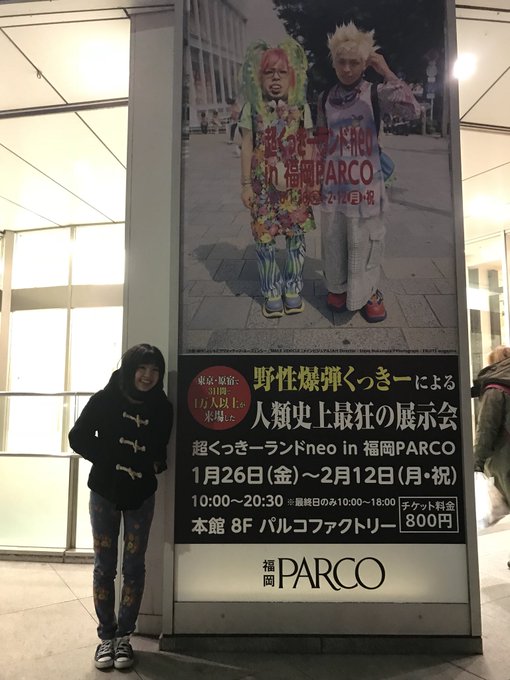 超くっきーランドneo
in 福岡PARCO
東京・原宿で
3日間で
1万人以上が
来場した
野性爆弾くっきーによる
人類史上最狂の展示会
超くっきーランドneo in 福岡PARCO
1月26日(金)~2月12日(月・祝)
10:00~20:30 ※最終日のみ10:00~18:00
本館 8F パルコファクトリー
チケット料金
800円
福岡 PARCO